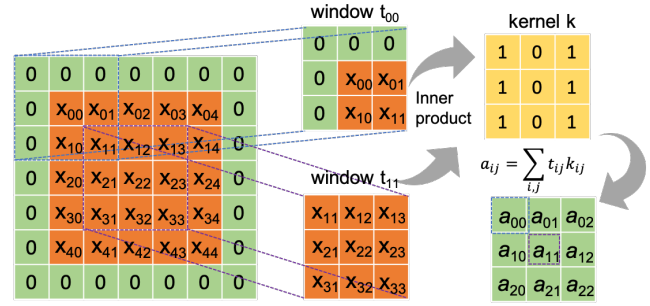 window t00
kernel k
0 0 0
0 x00 x01
0 x10 x11
1 0 1
1 0 1
1 0 1
Inner
product
0 0 0 0 0 0 0
0 x00 x01 x02 x03 x04 0
0 x10 x11 x12 x13 x14 0
0 x20 x21 x22 x23 x24 0
0 x30 x31 x32 x33 x34 0
0 x40 x41 x42 x43 x44 0
0 0 0 0 0 0 0
window t11
x11 x12 x13
x21 x22 x23
x31 x32 x33
aij = ∑i,j tij kij
a00 a01 a02
a10 a11 a12
a20 a21 a22